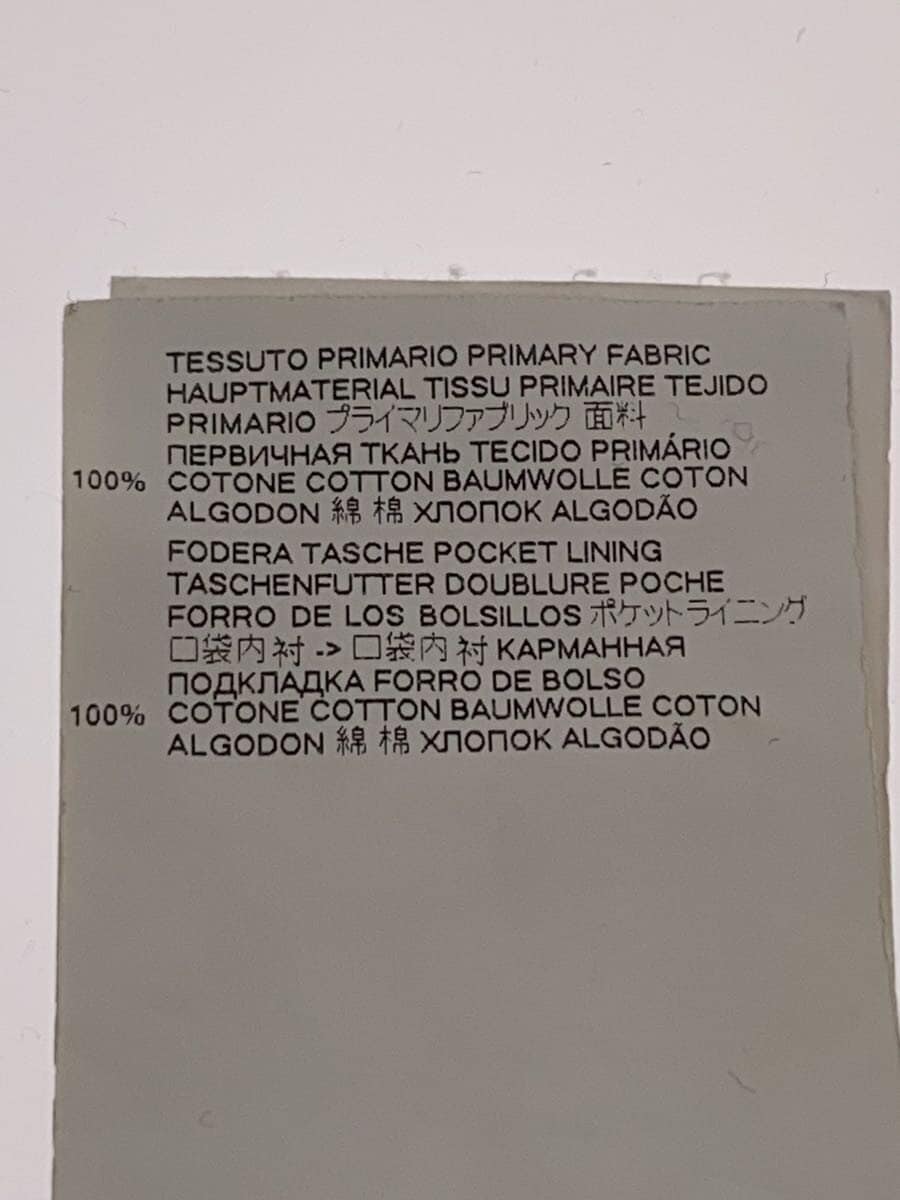 TESSUTO PRIMARIO PRIMARY FABRIC
HAUPTMATERIAL TISSU PRIMAIRE TEJIDO
PRIMARIO プライマリファブリック 面料
ПЕРВИЧНАЯ ТКАНЬ TECIDO PRIMÁRIO
100% COTONE COTTON BAUMWOLLE COTON
ALGODON 綿 棉 ХЛОПОК ALGODÃO
FODERA TASCHE POCKET LINING
TASCHENFUTTER DOUBLURE POCHE
FORRO DE LOS BOLSILLOS ポケットライニング
口袋内衬 -> 口袋内衬 КАРМАННАЯ
ПОДКЛАДКА FORRO DE BOLSO
100% COTONE COTTON BAUMWOLLE COTON
ALGODON 綿 棉 ХЛОПОК ALGODÃO